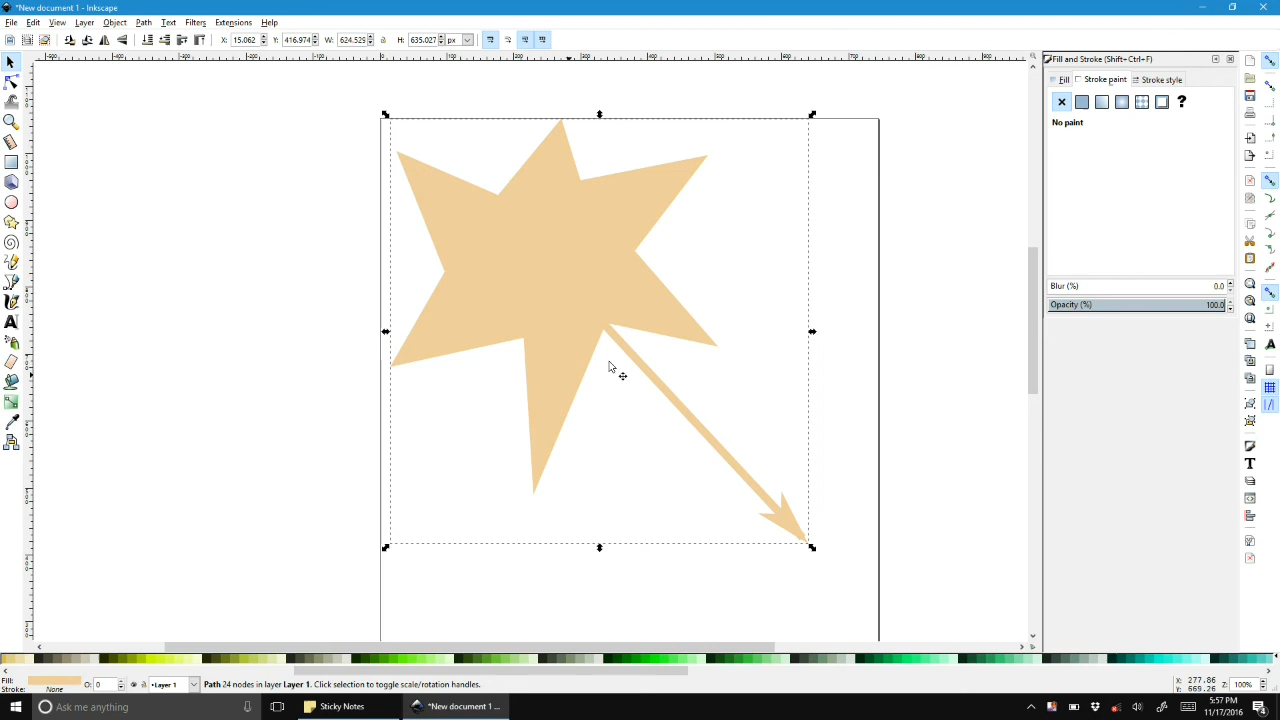 *New document 1 - Inkscape
File Edit View Layer Object Path Text Filters Extensions Help
X: 15.062 Y: 416.974 W: 624.529 H: 635.027 px
Fill and Stroke (Shift+Ctrl+F)
Fill Stroke paint Stroke style
?
No paint
Blur (%) 0.0
Opacity (%) 100.0
Fill:
Stroke: None
O: 0
•Layer 1
Path 24 nodes in layer Layer 1. Click selection to toggle scale/rotation handles.
X: 277.86
Y: 669.26
Z: 100%
Ask me anything
Sticky Notes
*New document 1 ...
5:57 PM
11/17/2016